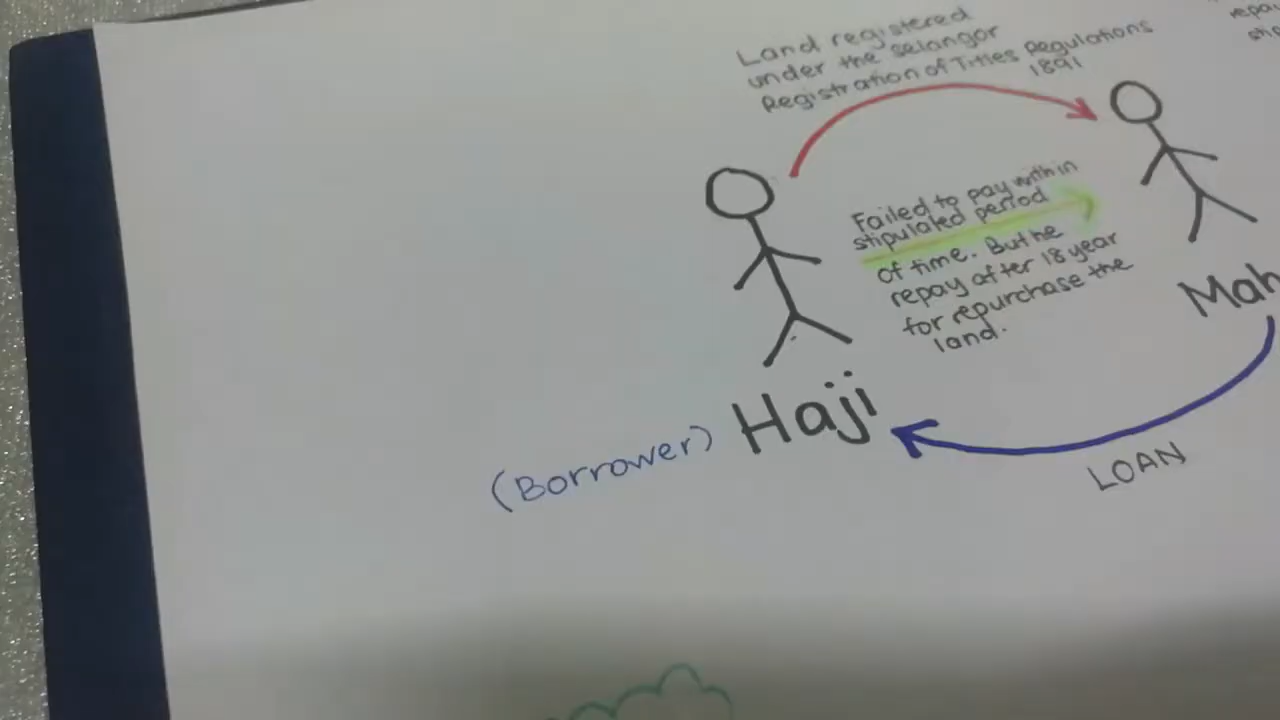 Land registered
under the selangor
Registration of Titles Regulations
1891
Failed to pay within
stipulated period
of time. But he
repay after 18 year
for repurchase the
land.
Mah
Haji
(Borrower)
LOAN